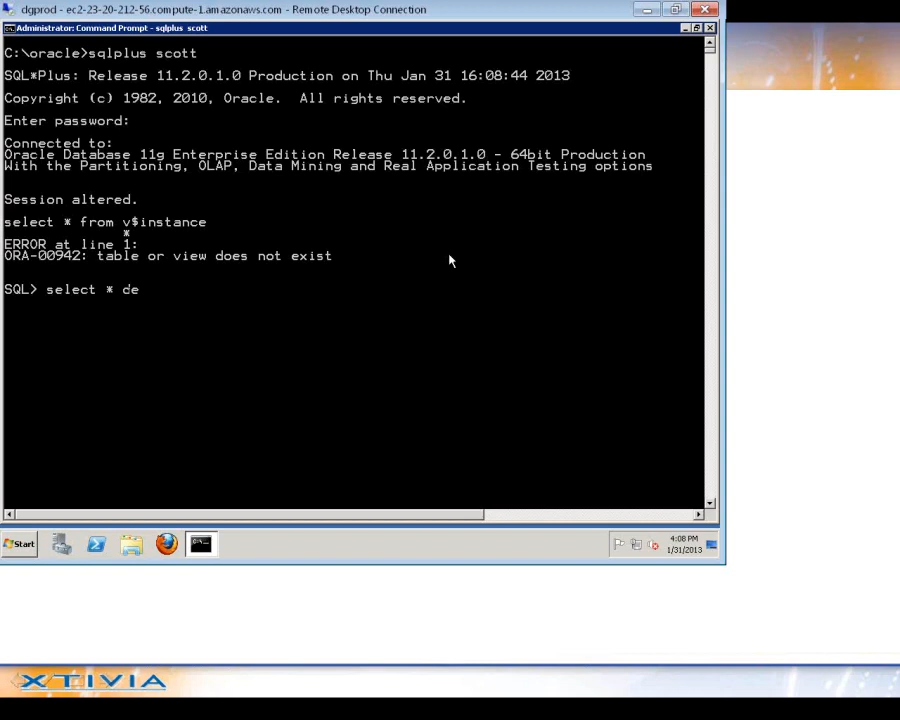 dgprod - ec2-23-20-212-56.compute-1.amazonaws.com - Remote Desktop Connection
Administrator: Command Prompt - sqlplus scott
C:\oracle>sqlplus scott
SQL*Plus: Release 11.2.0.1.0 Production on Thu Jan 31 16:08:44 2013
Copyright (c) 1982, 2010, Oracle.  All rights reserved.
Enter password:
Connected to:
Oracle Database 11g Enterprise Edition Release 11.2.0.1.0 - 64bit Production
With the Partitioning, OLAP, Data Mining and Real Application Testing options
Session altered.
select * from v$instance
*
ERROR at line 1:
ORA-00942: table or view does not exist
SQL> select * de
Start
4:08 PM
1/31/2013
XTIVIA